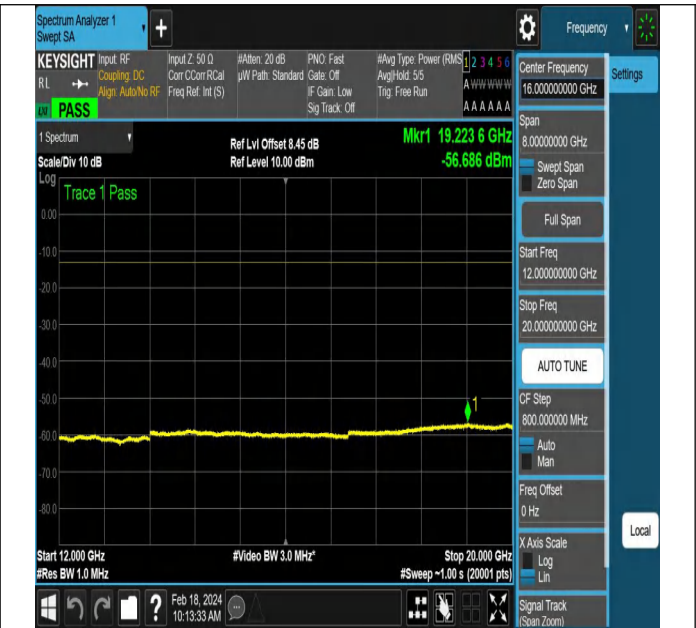 Spectrum Analyzer 1
Swept SA
+
Frequency
KEYSIGHT
RL
PASS
Input: RF
Coupling: DC
Align: Auto/No RF
Input Z: 50 Ω
Corr CCorr RCal
Freq Ref: Int (S)
#Atten: 20 dB
µW Path: Standard
PNO: Fast
Gate: Off
IF Gain: Low
Sig Track: Off
#Avg Type: Power (RMS
Avg|Hold: 5/5
Trig: Free Run
1 2 3 4 5 6
A W W W W W
A A A A A A
Center Frequency
16.000000000 GHz
Settings
1 Spectrum
Scale/Div 10 dB
Log
Ref Lvl Offset 8.45 dB
Ref Level 10.00 dBm
Mkr1 19.223 6 GHz
-56.686 dBm
Trace 1 Pass
0.00
-10.0
-20.0
-30.0
-40.0
-50.0
-60.0
-70.0
-80.0
1
Start 12.000 GHz
#Res BW 1.0 MHz
#Video BW 3.0 MHz*
Stop 20.000 GHz
#Sweep ~1.00 s (20001 pts)
Span
8.00000000 GHz
Swept Span
Zero Span
Full Span
Start Freq
12.000000000 GHz
Stop Freq
20.000000000 GHz
AUTO TUNE
CF Step
800.000000 MHz
Auto
Man
Freq Offset
0 Hz
X Axis Scale
Log
Lin
Signal Track
(Span Zoom)
Local
?
Feb 18, 2024
10:13:33 AM